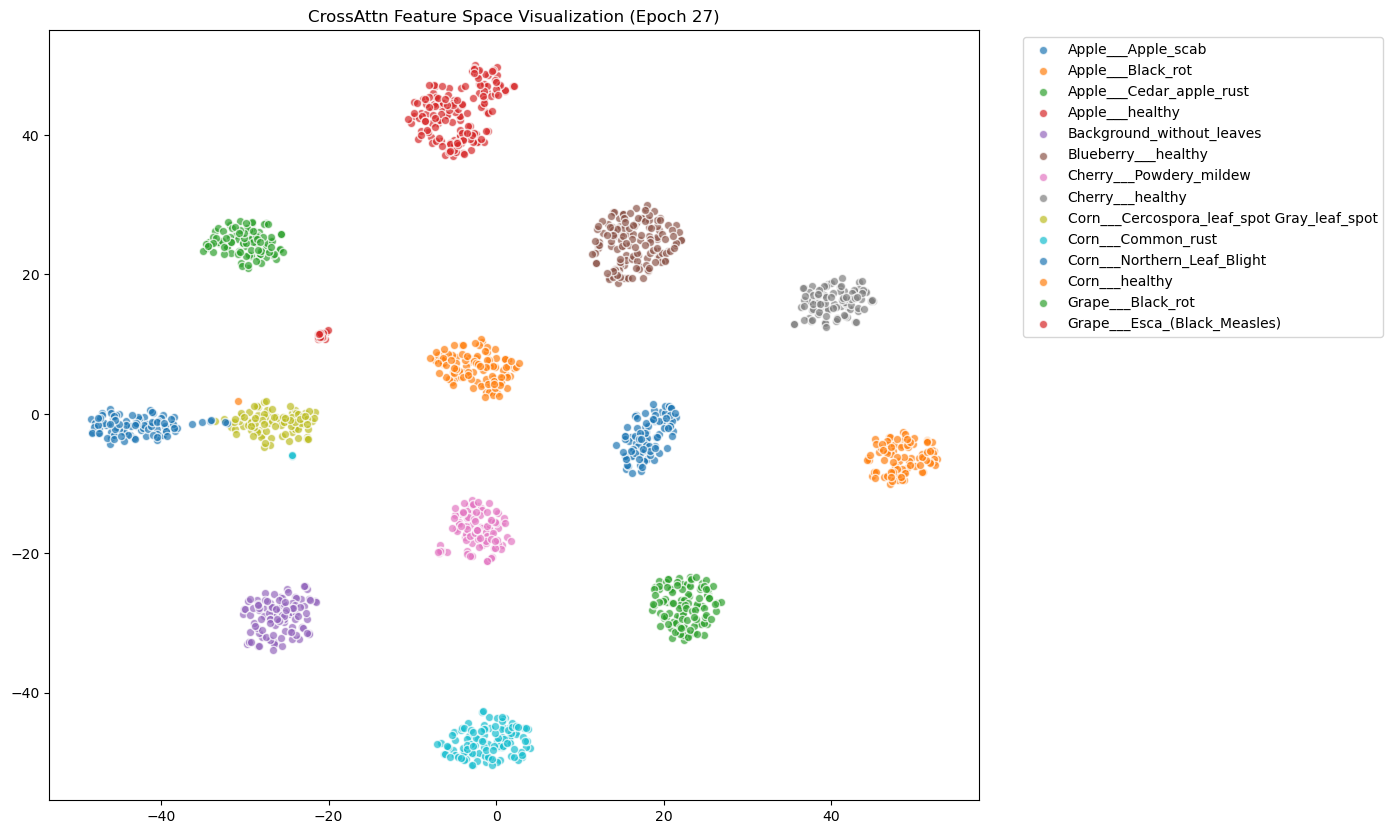 CrossAttn Feature Space Visualization (Epoch 27)
Apple___Apple_scab
Apple___Black_rot
Apple___Cedar_apple_rust
Apple___healthy
Background_without_leaves
Blueberry___healthy
Cherry___Powdery_mildew
Cherry___healthy
Corn___Cercospora_leaf_spot Gray_leaf_spot
Corn___Common_rust
Corn___Northern_Leaf_Blight
Corn___healthy
Grape___Black_rot
Grape___Esca_(Black_Measles)
40
20
0
−20
−40
−40 −20 0 20 40